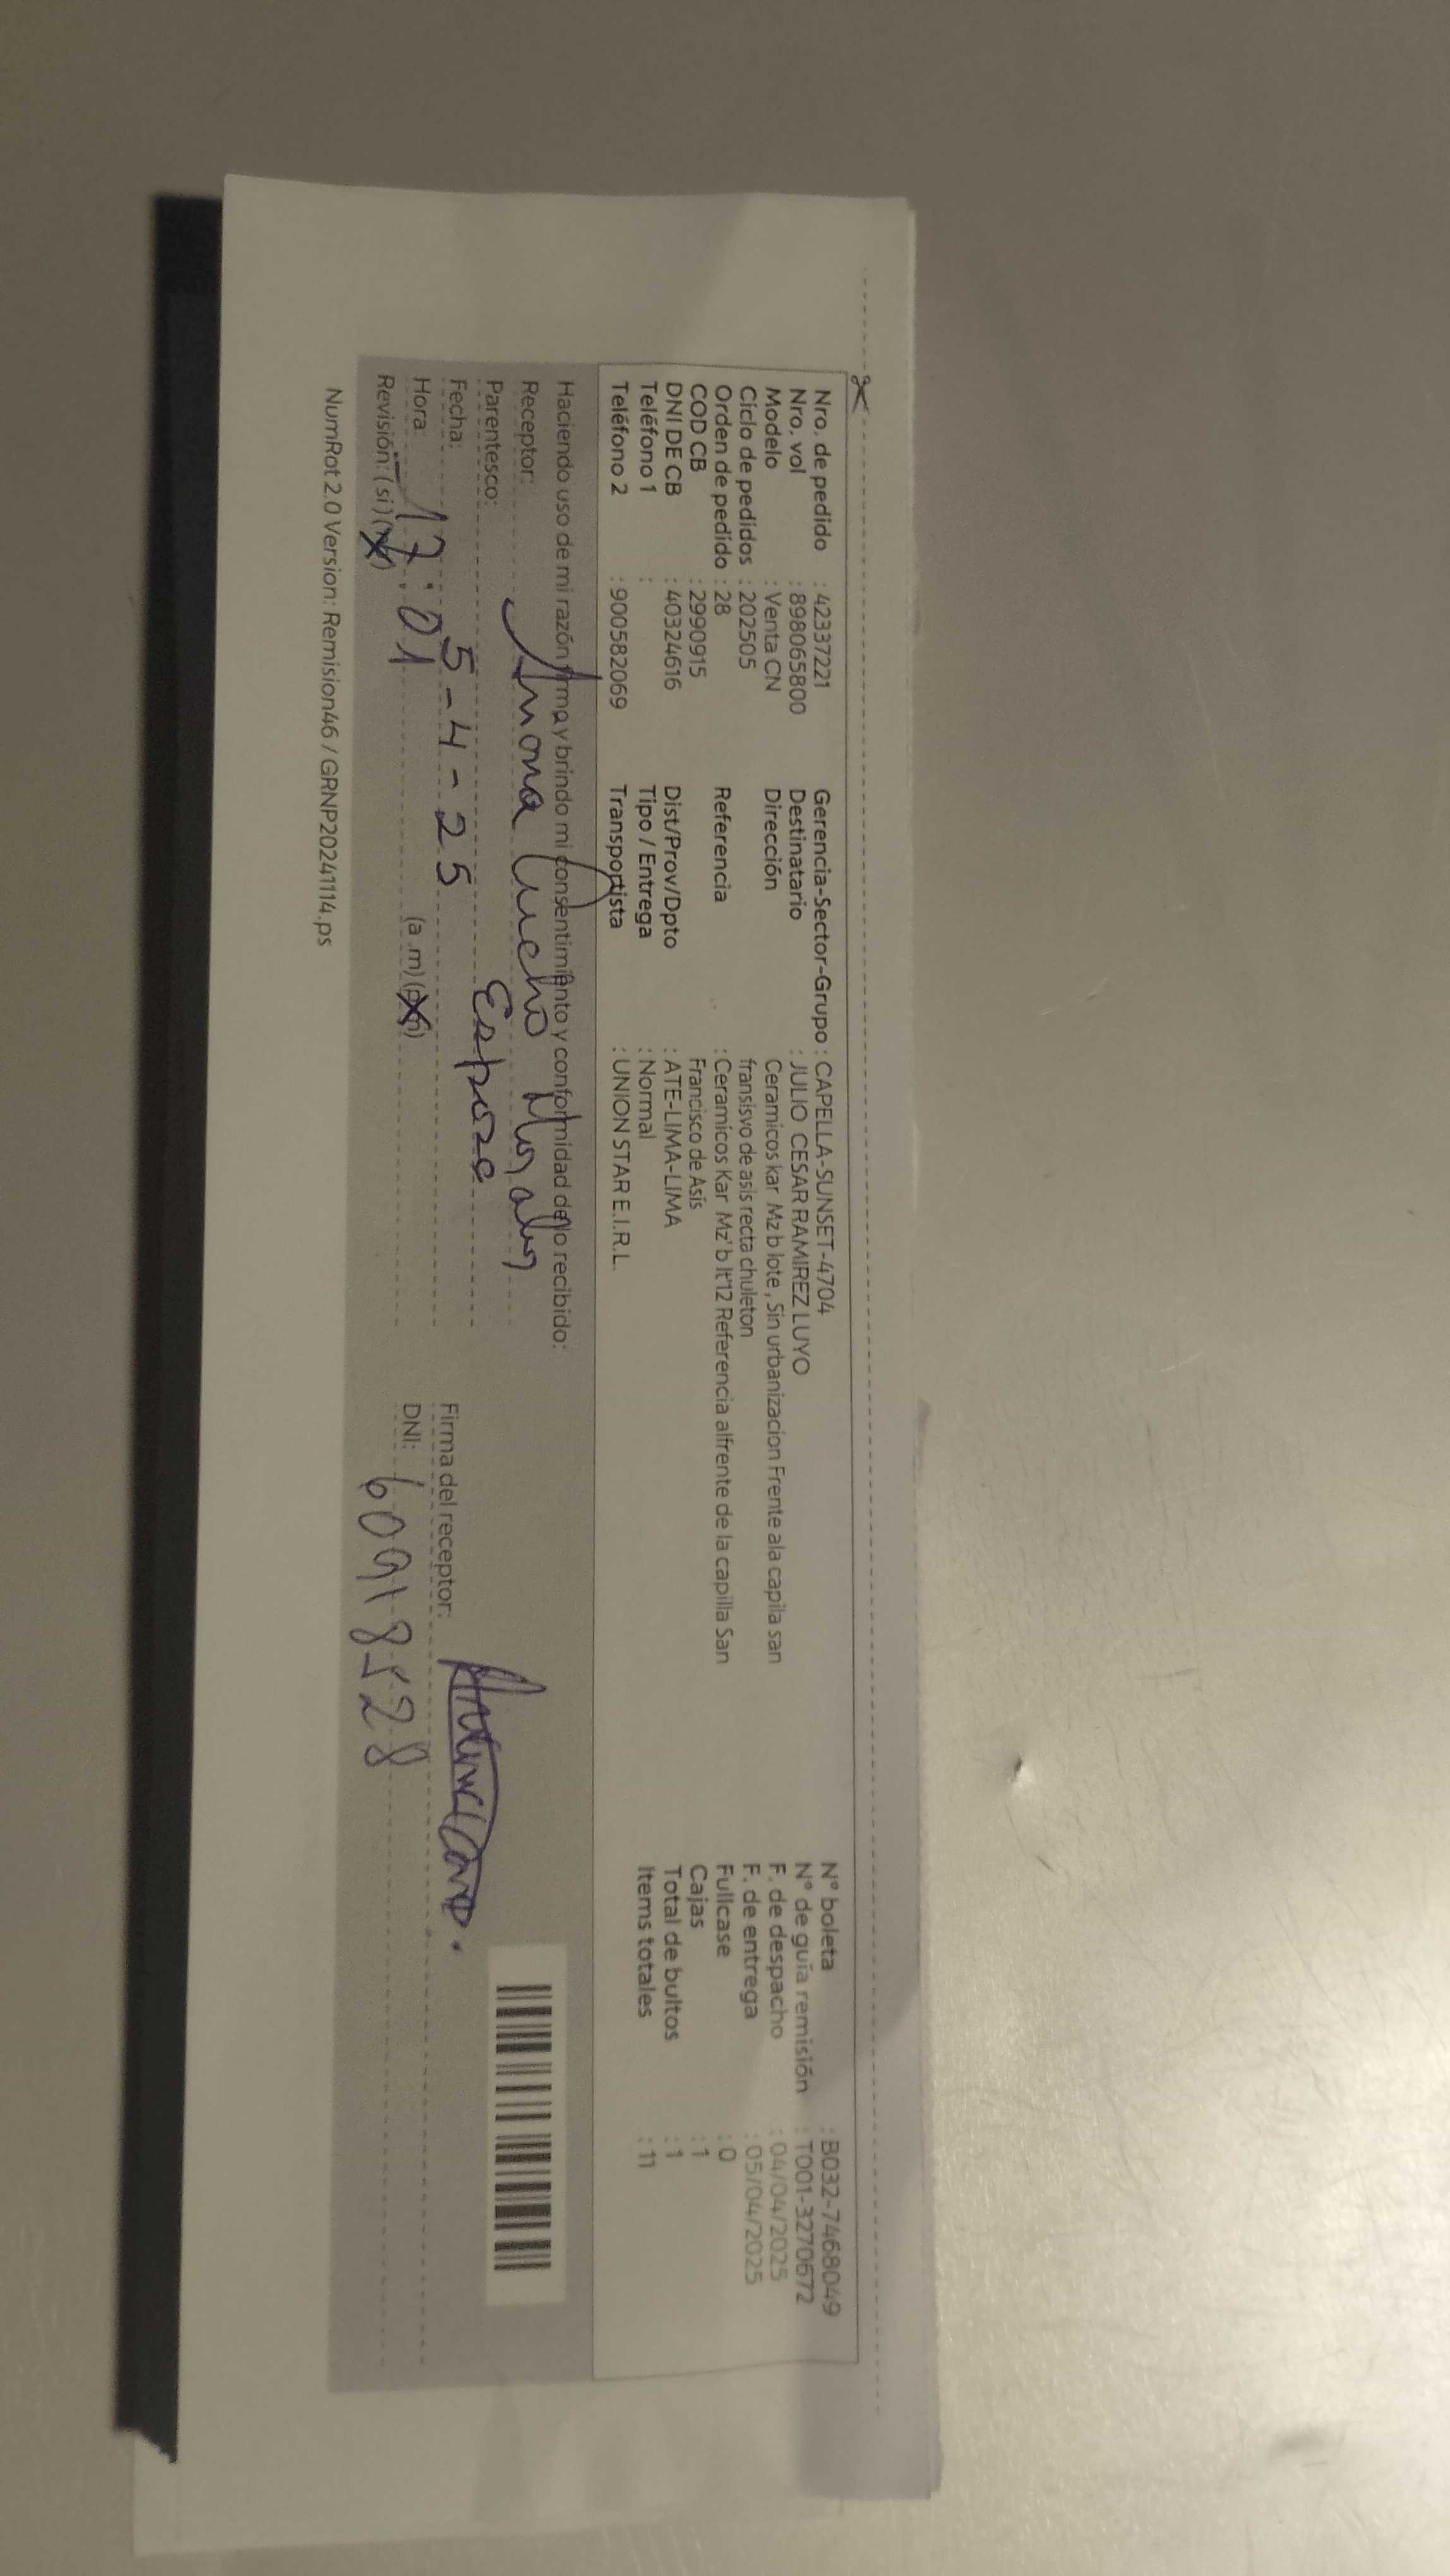 Nro. de pedido : 42337221
Nro. vol : 898065800
Modelo : Venta CN
Ciclo de pedidos : 202505
Orden de pedido : 28
COD CB : 2990915
DNI DE CB : 40324616
Teléfono 1 :
Teléfono 2 : 900582069
Gerencia-Sector-Grupo : CAPELLA-SUNSET-4704
Destinatario : JULIO CESAR RAMIREZ LUYO
Dirección Ceramicos kar Mz b lote , Sin urbanizacion Frente ala capila san
fransisvo de asis recta chuleton
Referencia : Ceramicos Kar Mz' b lt'12 Referencia alfrente de la capilla San
Francisco de Asis
Dist/Prov/Dpto : ATE-LIMA-LIMA
Tipo / Entrega : Normal
Transportista : UNION STAR E.I.R.L.
N° boleta : B032-7468049
N° de guía remisión : T001-3270672
F. de despacho : 04/04/2025
F. de entrega : 05/04/2025
Fullcase : 0
Cajas : 1
Total de bultos : 1
Items totales : 11
Haciendo uso de mi razón firma y brindo mi consentimiento y conformidad de lo recibido:
Receptor:
Parentesco: Esposa
Fecha: 5-4-25
Hora: 17:01 (a.m) (p.m)
Revisión: (si) (no)
Firma del receptor:
DNI: 60918528
NumRot 2.0 Version: Remision46 / GRNP20241114.ps